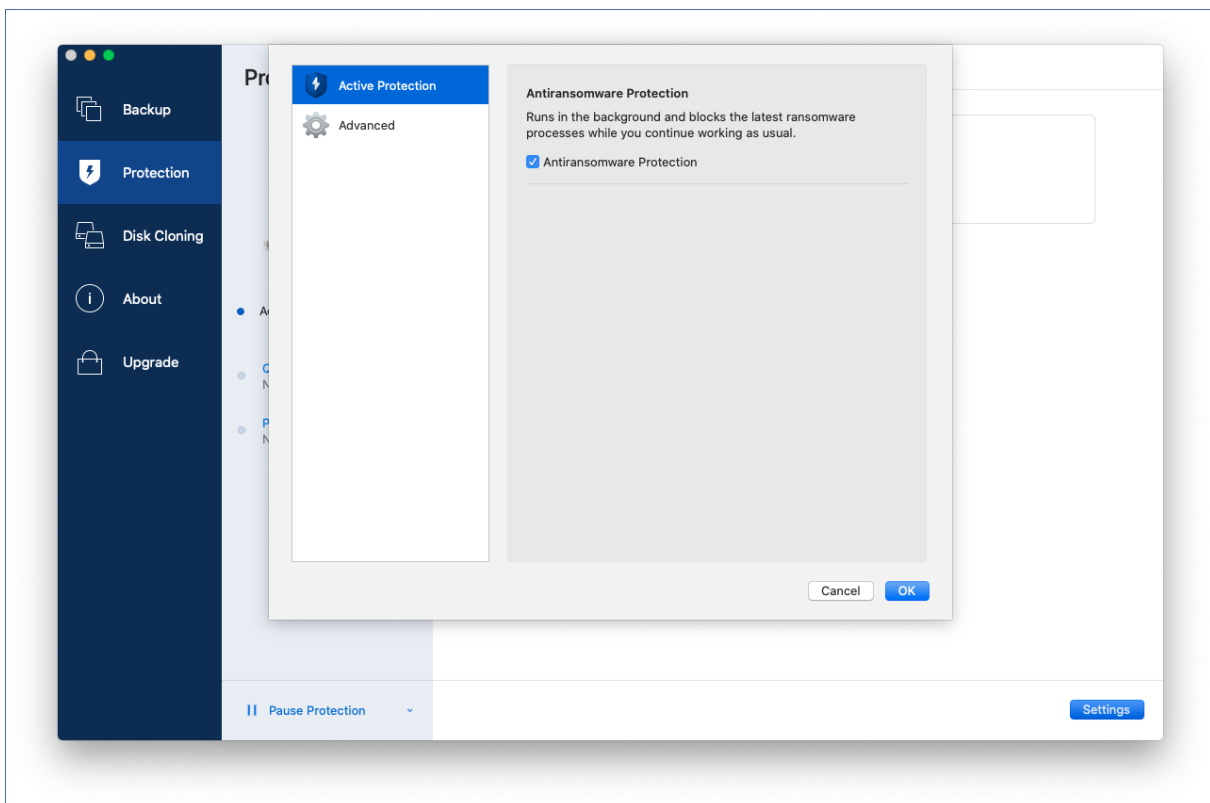 Backup
Protection
Disk Cloning
About
Upgrade
Active Protection
Advanced
Antiransomware Protection
Runs in the background and blocks the latest ransomware
processes while you continue working as usual.
Antiransomware Protection
Cancel
OK
Pause Protection
Settings